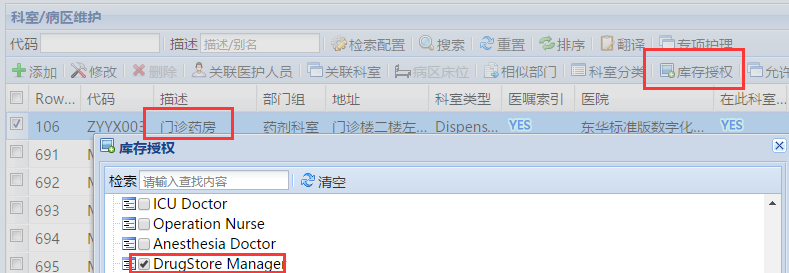 科室/病区维护
代码 描述 描述/别名 检索配置 搜索 重置 排序 翻译 专项护理
添加 修改 删除 关联医护人员 关联科室 病区床位 相似部门 科室分类 库存授权 允许
Row... 代码 描述 部门组 地址 科室类型 医嘱索引 医院 在此科室...
106 ZYYX003 门诊药房 药剂科室 门诊楼二楼左... Dispens... YES 东华标准版数字化... YES
691
库存授权
692
检索 请输入查找内容 清空
693
ICU Doctor
Operation Nurse
694
Anesthesia Doctor
695
DrugStore Manager